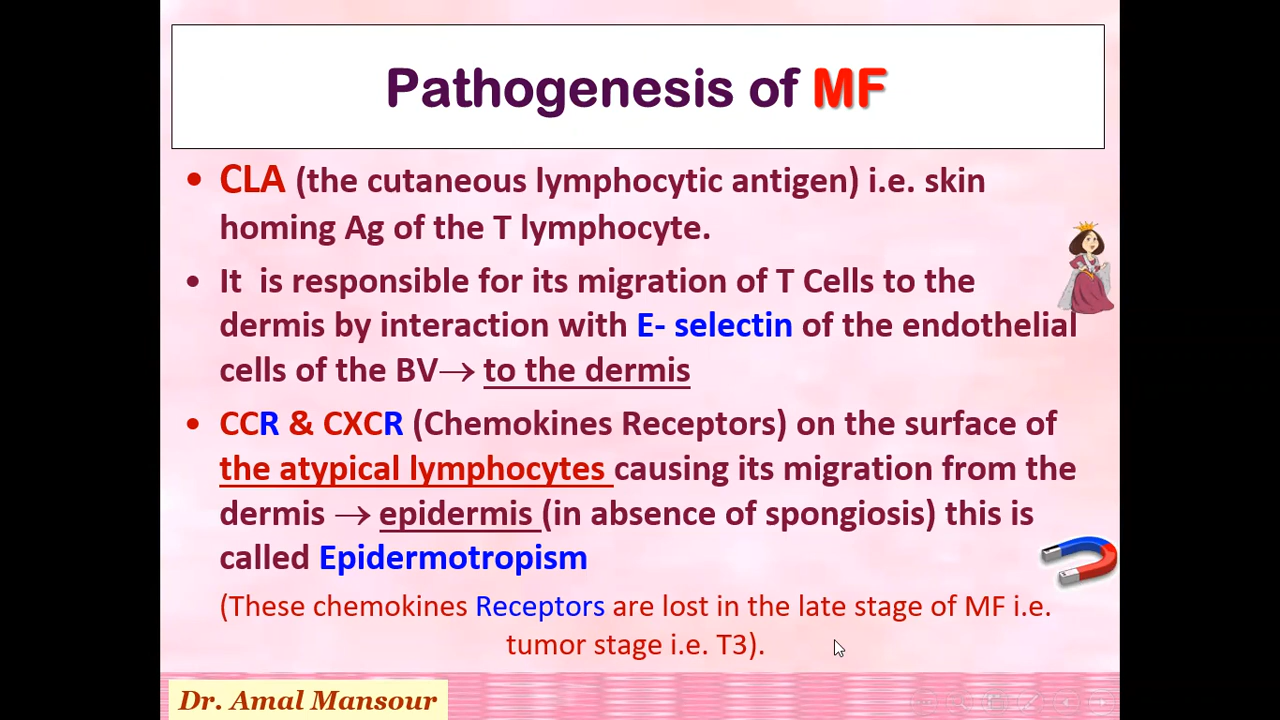 Pathogenesis of MF
• CLA (the cutaneous lymphocytic antigen) i.e. skin
homing Ag of the T lymphocyte.
• It  is responsible for its migration of T Cells to the
dermis by interaction with E- selectin of the endothelial
cells of the BV→ to the dermis
• CCR & CXCR (Chemokines Receptors) on the surface of
the atypical lymphocytes causing its migration from the
dermis → epidermis (in absence of spongiosis) this is
called Epidermotropism
(These chemokines Receptors are lost in the late stage of MF i.e.
tumor stage i.e. T3).
Dr. Amal Mansour